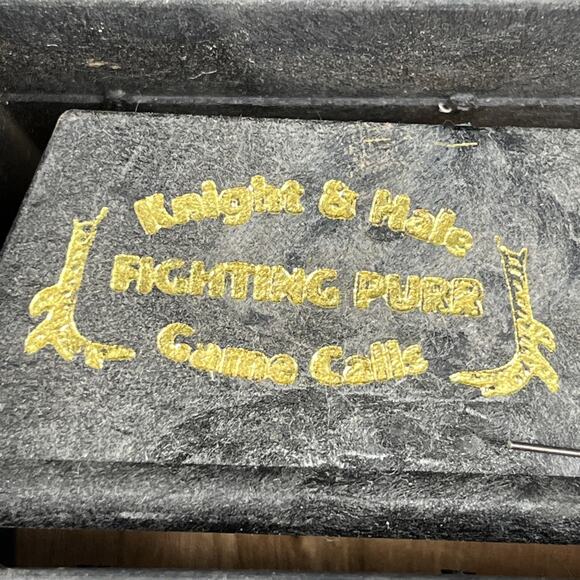 Knight & Hale
FIGHTING PURR
Game Calls